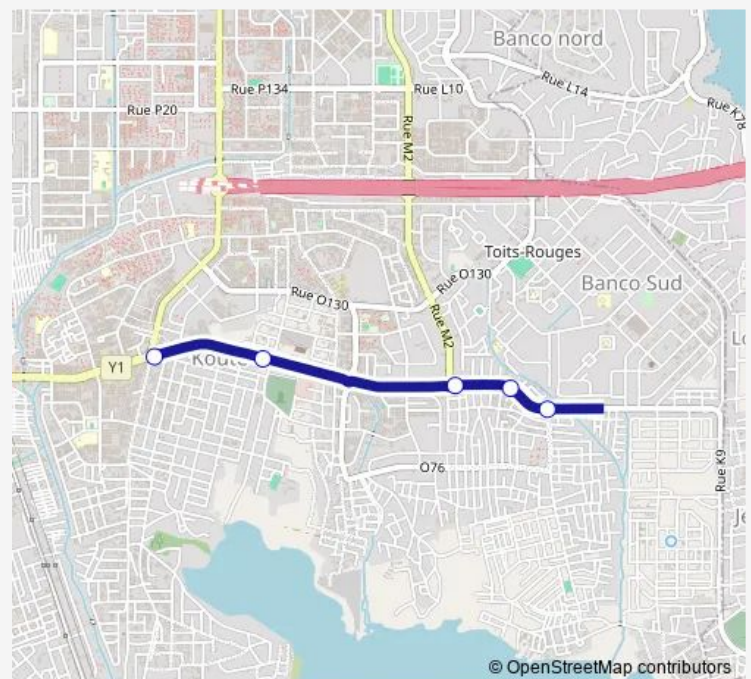 Banco nord
Rue L14
Rue P134
Rue L10
Rue K78
Rue P20
Rue M2
Toits-Rouges
Rue O130
Banco Sud
Rue O130
Rue M2
Y1
O76
Rue K9
© OpenStreetMap contributors